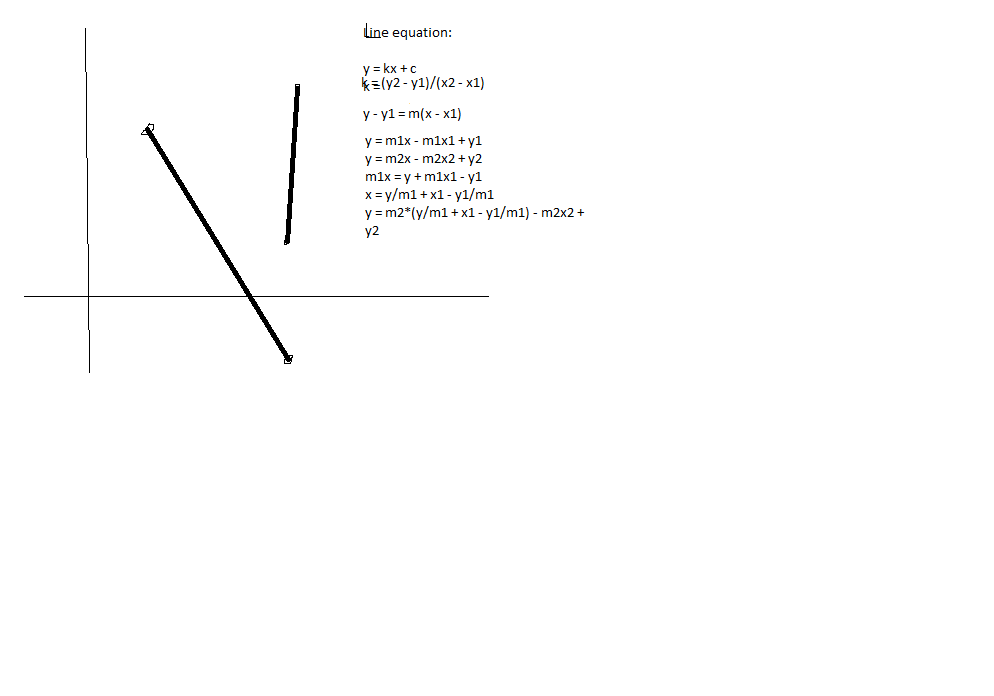 Line equation:
y = kx + c
k = (y2 - y1)/(x2 - x1)
x =
y - y1 = m(x - x1)
y = m1x - m1x1 + y1
y = m2x - m2x2 + y2
m1x = y + m1x1 - y1
x = y/m1 + x1 - y1/m1
y = m2*(y/m1 + x1 - y1/m1) - m2x2 +
y2